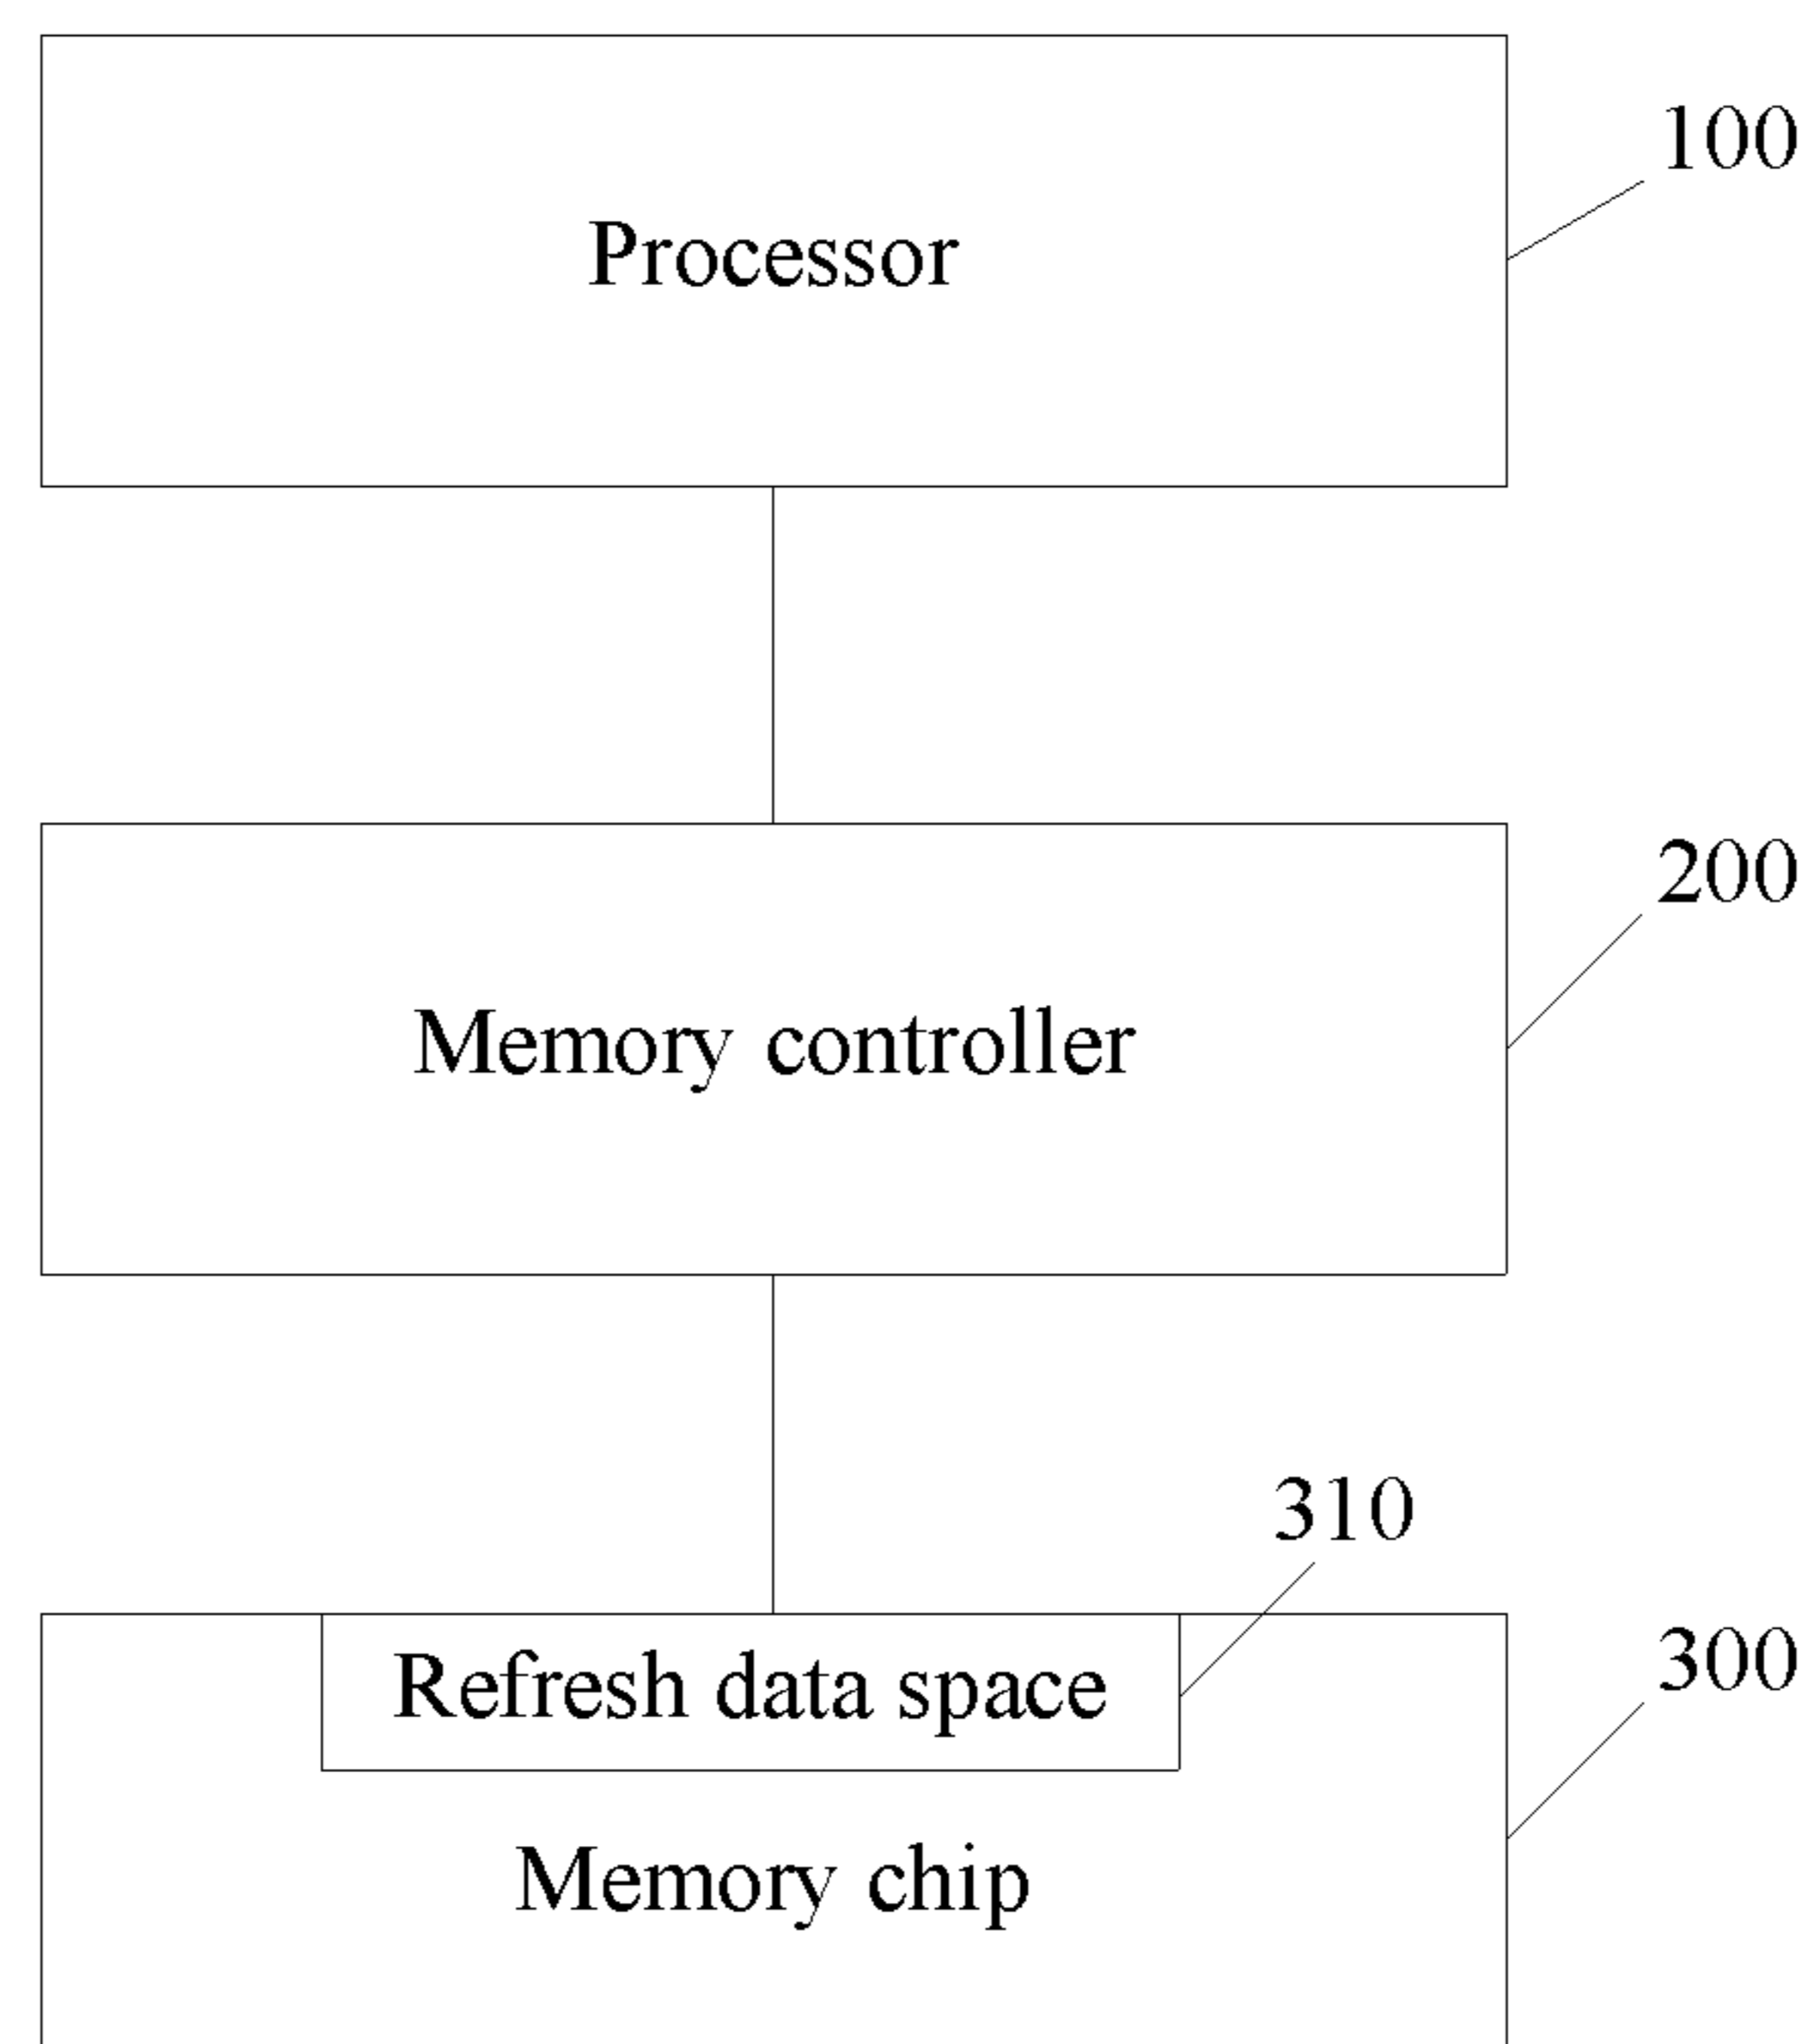 100
Processor
200
Memory controller
310
300
Refresh data space
Memory chip